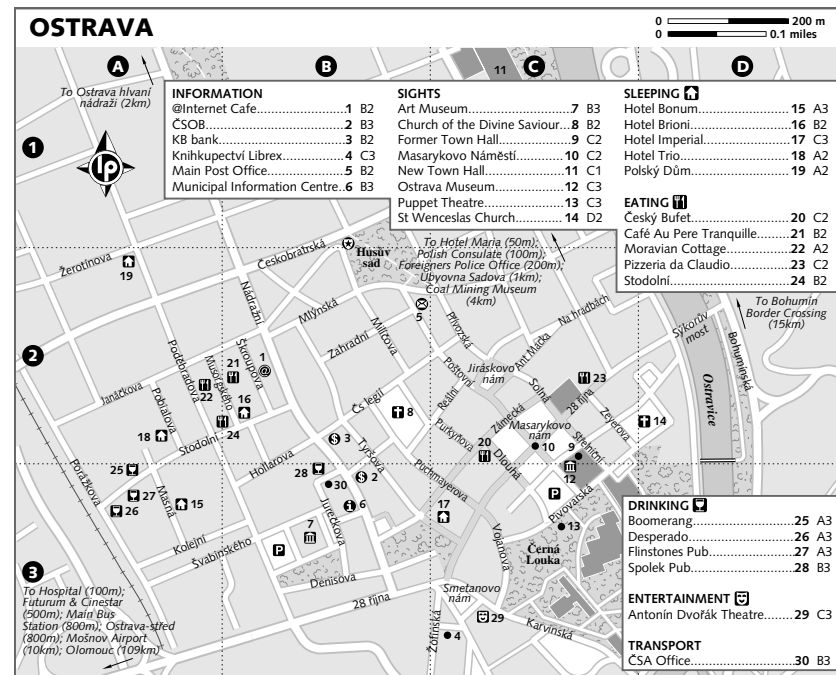 OSTRAVA
0 200 m
0 0.1 miles
A
B
C
D
To Ostrava hlvaní
nádraží (2km)
11
INFORMATION
@Internet Cafe 1 B2
ČSOB 2 B3
KB bank 3 B2
Knihkupectví Librex 4 C3
Main Post Office 5 B2
Municipal Information Centre 6 B3
SIGHTS
Art Museum 7 B3
Church of the Divine Saviour 8 B2
Former Town Hall 9 C2
Masarykovo Náměstí 10 C2
New Town Hall 11 C1
Ostrava Museum 12 C3
Puppet Theatre 13 C3
St Wenceslas Church 14 D2
SLEEPING
Hotel Bonum 15 A3
Hotel Brioni 16 B2
Hotel Imperial 17 C3
Hotel Trio 18 A2
Polský Dům 19 A2
EATING
Český Bufet 20 C2
Café Au Pere Tranquille 21 B2
Moravian Cottage 22 A2
Pizzeria da Claudio 23 C2
Stodolní 24 B2
1
lp
Žerotínova
19
Českobratrská
Husův
sad
To Hotel Maria (50m);
Polish Consulate (100m);
Foreigners Police Office (200m);
Ubyovna Sadova (1km);
Coal Mining Museum
(4km)
To Bohumín
Border Crossing
(15km)
Nádražní
Mlýnská
5
Přívozská
Na hradbách
Sýkorův
most
Bohumínská
2
Zahradní
Milíčova
Poštovní
Jiráskovo
nám
Ant Macka
Škroupova
21
1
@
Musorgského
Poděbradova
Janáčkova
22
16
Pobialova
18
Stodolní
24
Čs legií
8
Reální
Solná
23
28 října
Ostravice
Zámecká
Masarykovo
nám
Zeyerova
14
Purkyňova
20
Dlouhá
10
9
Střelniční
12
3
Tyršova
Hollarova
28
30
2
Puchmayerova
25
27
26
Porážkova
Masná
15
Jurečkova
6
17
P
Pivovarská
13
Kolejní
Švabinského
P
7
Vojanova
Černá
Louka
Denisova
3
To Hospital (100m);
Futurum & Cinestar
(500m); Main Bus
Station (800m); Ostrava-střed
(800m); Mošnov Airport
(10km); Olomouc (109km)
28 října
Smetanovo
nám
29
Karvinská
Žofínská
4
DRINKING
Boomerang 25 A3
Desperado 26 A3
Flinstones Pub 27 A3
Spolek Pub 28 B3
ENTERTAINMENT
Antonín Dvořák Theatre 29 C3
TRANSPORT
ČSA Office 30 B3